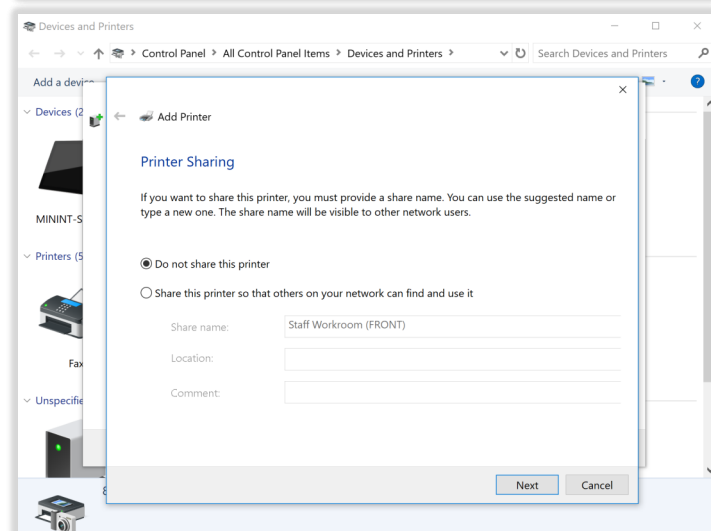 Devices and Printers
Control Panel > All Control Panel Items > Devices and Printers >
Search Devices and Printers
Add a device
Devices (2
Add Printer
Printer Sharing
If you want to share this printer, you must provide a share name. You can use the suggested name or
type a new one. The share name will be visible to other network users.
MININT-S
Printers (5
Do not share this printer
Share this printer so that others on your network can find and use it
Share name: Staff Workroom (FRONT)
Location:
Fax
Comment:
Unspecifie
Next Cancel